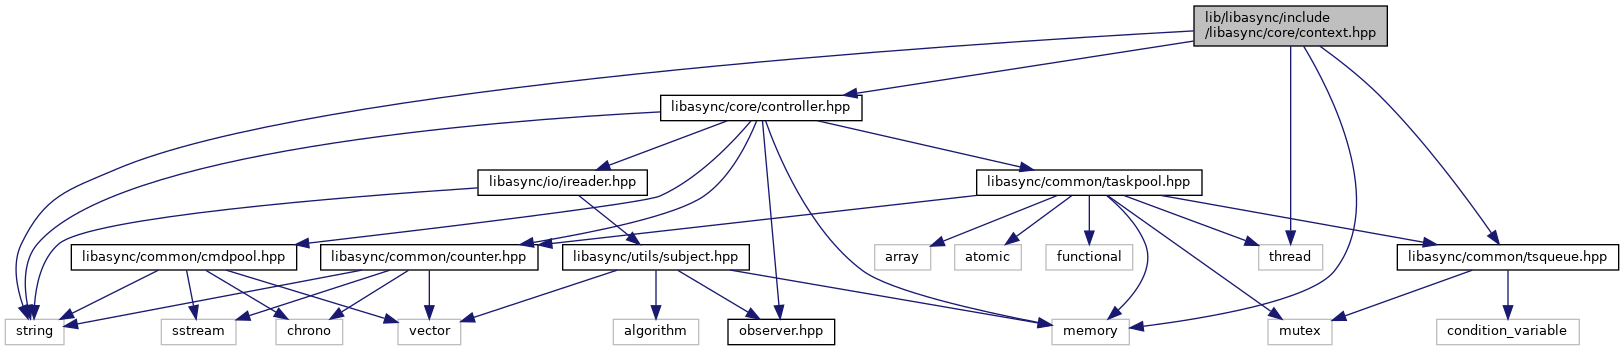 lib/libasync/include
/libasync/core/context.hpp
libasync/core/controller.hpp
libasync/io/ireader.hpp
libasync/common/taskpool.hpp
libasync/common/cmdpool.hpp
libasync/common/counter.hpp
libasync/utils/subject.hpp
array
atomic
functional
thread
libasync/common/tsqueue.hpp
string
sstream
chrono
vector
algorithm
observer.hpp
memory
mutex
condition_variable